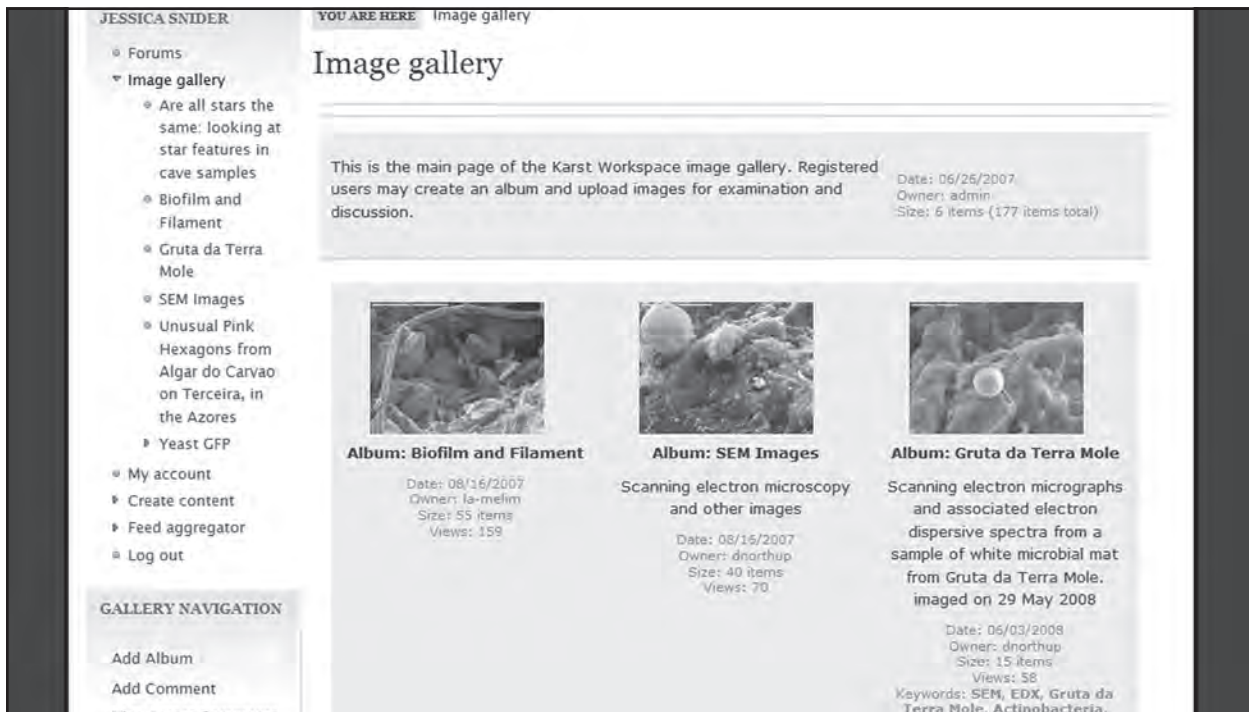 JESSICA SNIDER
Forums
Image gallery
Are all stars the
same: looking at
star features in
cave samples
Biofilm and
Filament
Gruta da Terra
Mole
SEM Images
Unusual Pink
Hexagons from
Algar do Carvao
on Terceira, in
the Azores
Yeast GFP
My account
Create content
Feed aggregator
Log out
GALLERY NAVIGATION
Add Album
Add Comment
YOU ARE HERE Image gallery
Image gallery
This is the main page of the Karst Workspace image gallery. Registered
users may create an album and upload images for examination and
discussion.
Date: 06/26/2007
Owner: admin
Size: 6 items (177 items total)
Album: Biofilm and Filament
Date: 08/16/2007
Owner: la-melim
Size: 55 items
Views: 159
Album: SEM Images
Scanning electron microscopy
and other images
Date: 08/16/2007
Owner: dnorthup
Size: 40 items
Views: 70
Album: Gruta da Terra Mole
Scanning electron micrographs
and associated electron
dispersive spectra from a
sample of white microbial mat
from Gruta da Terra Mole.
imaged on 29 May 2008
Date: 06/03/2008
Owner: dnorthup
Size: 15 items
Views: 58
Keywords: SEM, EDX, Gruta da
Terra Mole, Actinobacteria,